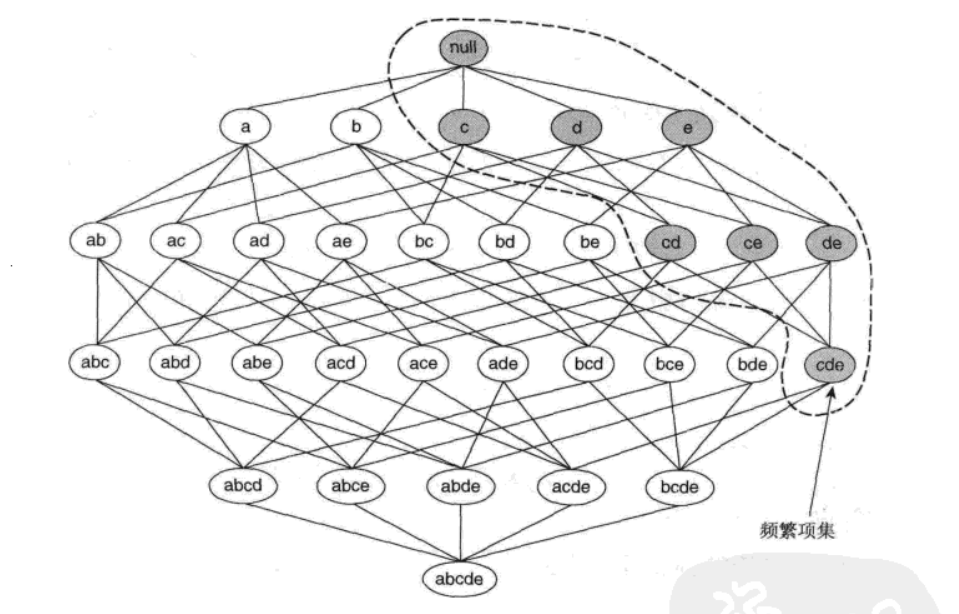 null
a b c d e
ab ac ad ae bc bd be cd ce de
abc abd abe acd ace ade bcd bce bde cde
abcd abce abde acde bcde
频繁项集
abcde